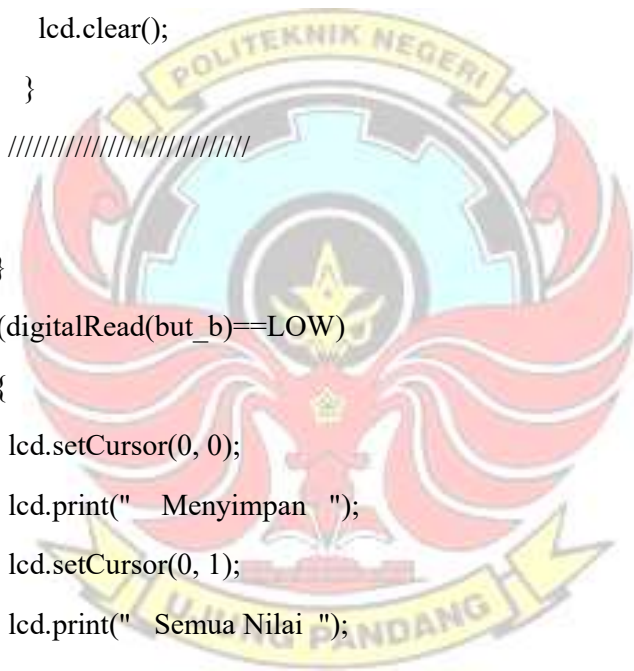 lcd.clear();
POLITEKNIK NEGERI
}
/////////////////////////////
}
(digitalRead(but_b)==LOW)
{
lcd.setCursor(0, 0);
lcd.print("   Menyimpan   ");
lcd.setCursor(0, 1);
lcd.print("   Semua Nilai  ");
UJUNG PANDANG